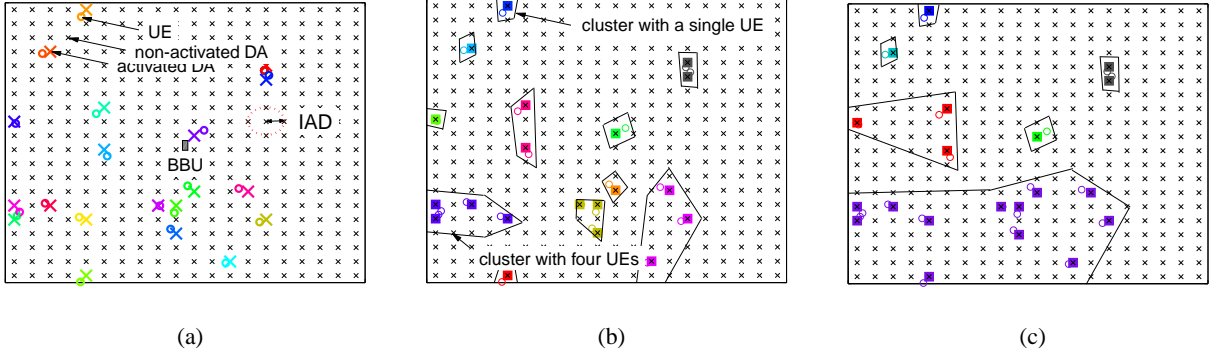 UE
non-activated DA
activated DA
IAD
BBU
(a)
cluster with a single UE
cluster with four UEs
(b)
(c)